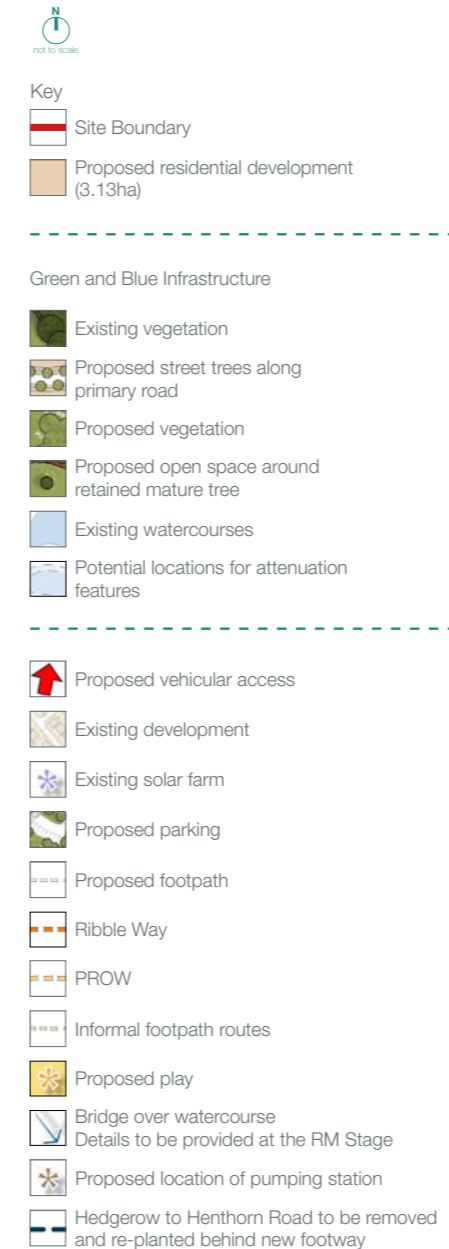 N
not to scale
Key
Site Boundary
Proposed residential development
(3.13ha)
Green and Blue Infrastructure
Existing vegetation
Proposed street trees along
primary road
Proposed vegetation
Proposed open space around
retained mature tree
Existing watercourses
Potential locations for attenuation
features
Proposed vehicular access
Existing development
Existing solar farm
Proposed parking
Proposed footpath
Ribble Way
PROW
Informal footpath routes
Proposed play
Bridge over watercourse
Details to be provided at the RM Stage
Proposed location of pumping station
Hedgerow to Henthorn Road to be removed
and re-planted behind new footway